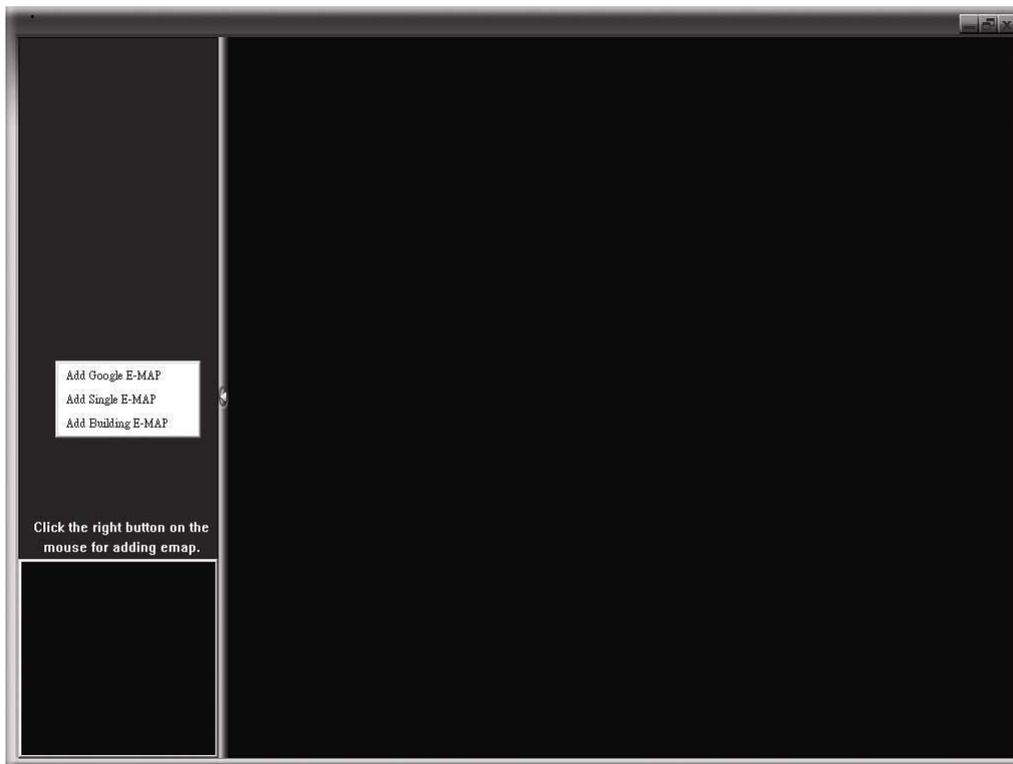 Add Google E-MAP
Add Single E-MAP
Add Building E-MAP
Click the right button on the
mouse for adding emap.